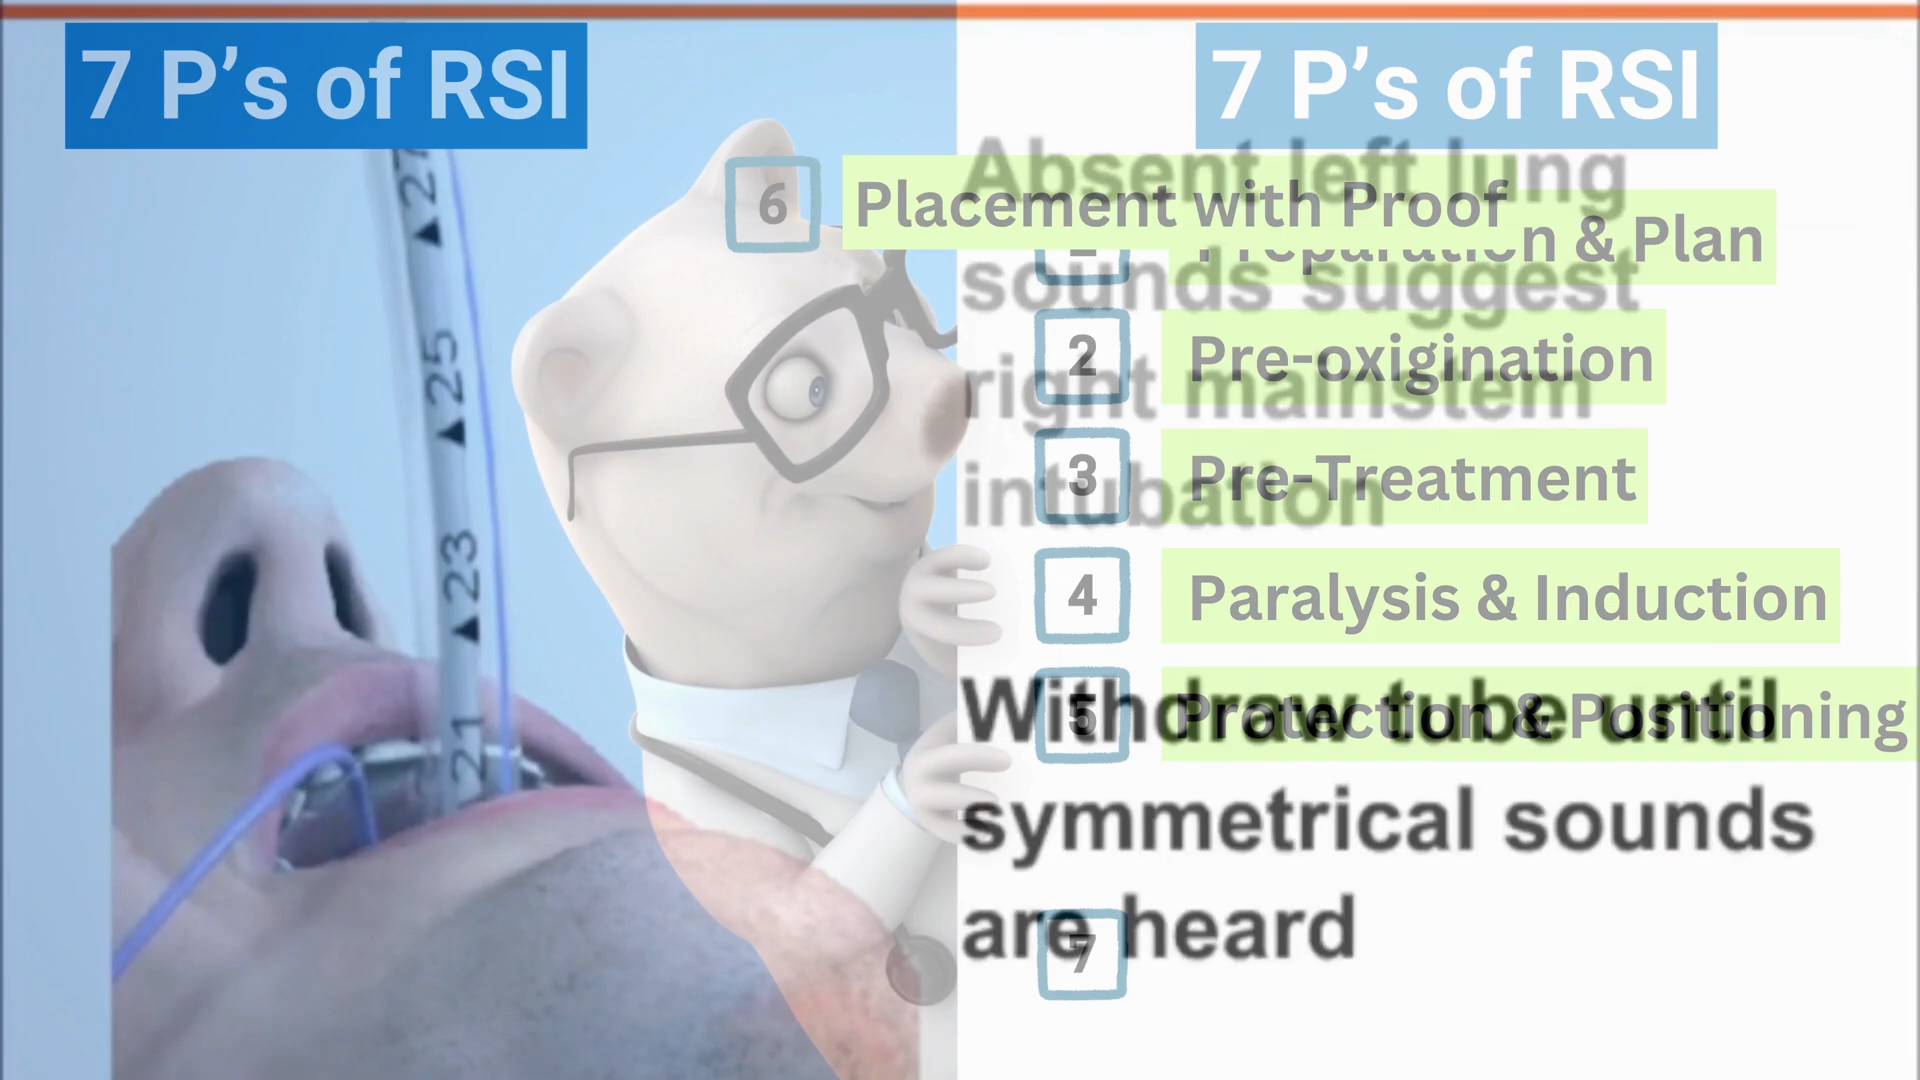 7 P’s of RSI
7 P’s of RSI
6 Placement with Proof
Preparation & Plan
2 Pre-oxigination
3 Pre-Treatment
4 Paralysis & Induction
5 Protection & Positioning
7
Absent left lung
sounds suggest
right mainstem
intubation
Withdraw tube until
symmetrical sounds
are heard
27
25
23
21